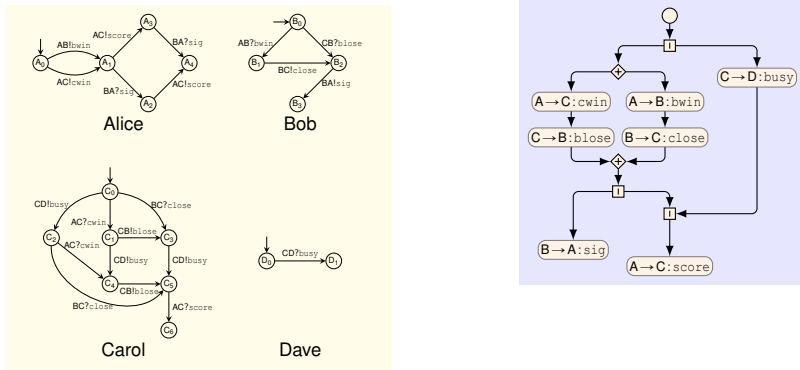 A₃
AC!score
BA?sig
A₀
AB!bwin
A₁
A₄
AC!cwin
BA?sig
AC!score
A₂
Alice
B₀
AB?bwin
CB?blose
B₁
BC!close
B₂
BA!sig
B₃
Bob
C₀
CD!busy
AC?cwin
BC?close
C₂
AC?cwin
C₁
CB!blose
C₃
CD!busy
CD!busy
C₄
CB!blose
C₅
BC?close
AC?score
C₆
Carol
D₀
CD?busy
D₁
Dave
+
C→D:busy
A→C:cwin
A→B:bwin
C→B:blose
B→C:close
+
B→A:sig
A→C:score